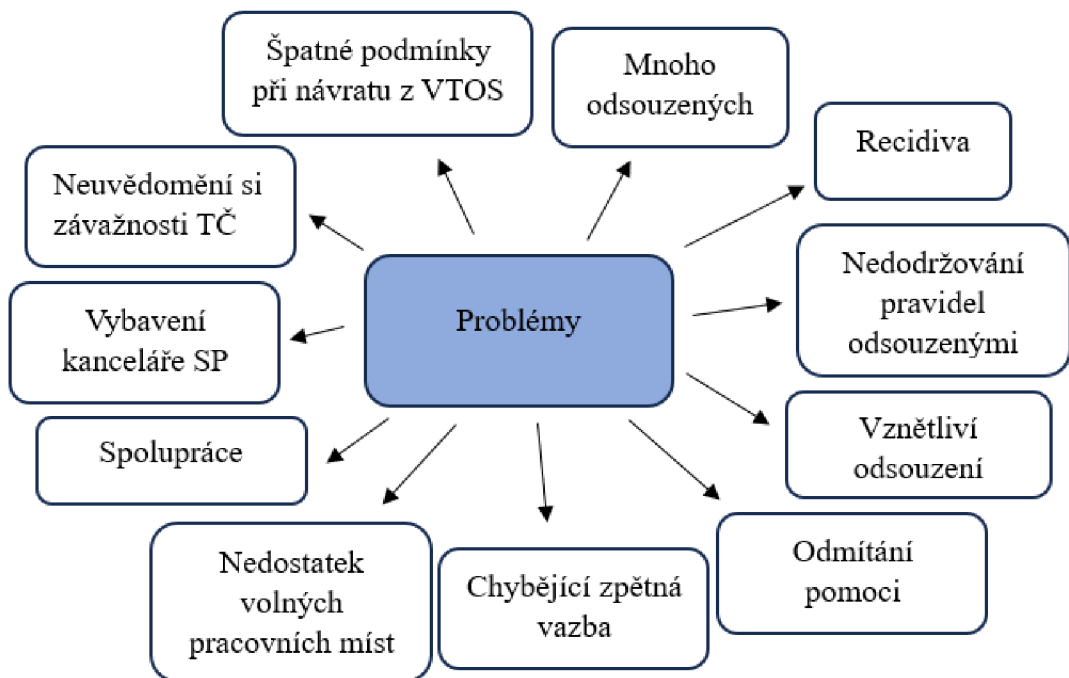 Špatné podmínky
při návratu z VTOS
Mnoho
odsouzených
Recidiva
Neuvědomění si
závažnosti TČ
Nedodržování
pravidel
odsouzenými
Problémy
Vybavení
kanceláře SP
Vznětliví
odsouzení
Spolupráce
Odmítání
pomoci
Nedostatek
volných
pracovních míst
Chybějící zpětná
vazba